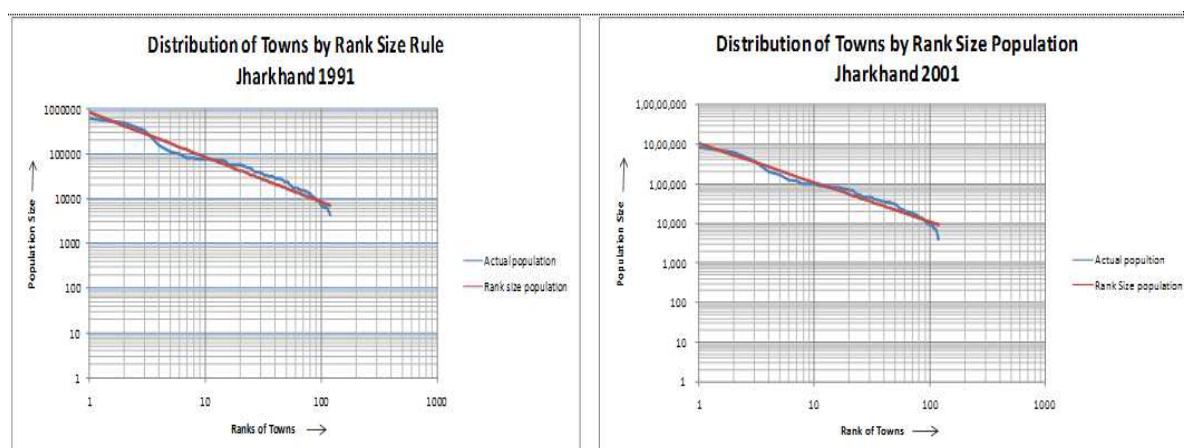 Distribution of Towns by Rank Size Rule
Jharkhand 1991
1000000
100000
10000
1000
100
10
1
1 10 100 1000
Population Size
Ranks of Towns
Actual population
Rank size population
Distribution of Towns by Rank Size Population
Jharkhand 2001
1,00,00,000
10,00,000
1,00,000
10,000
1,000
100
10
1
1 10 100 1000
Population Size
Rank of Towns
Actual popultion
Rank Size population